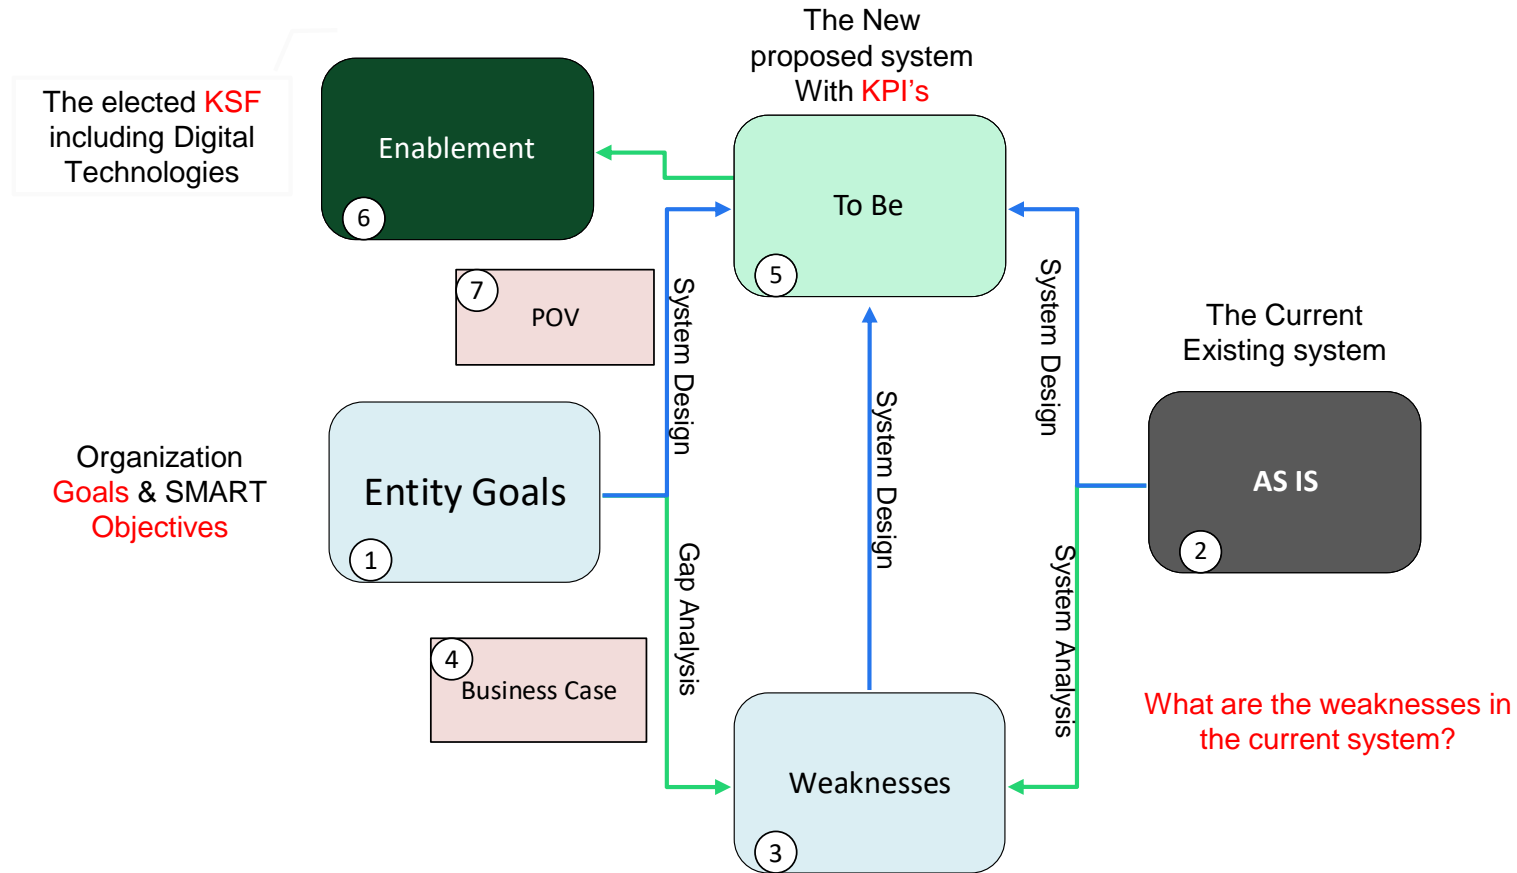 The New
proposed system
With KPI's
The elected KSF
including Digital
Technologies
Enablement
6
To Be
5
7
POV
System Design
System Design
System Design
The Current
Existing system
AS IS
2
Organization
Goals & SMART
Objectives
Entity Goals
1
Gap Analysis
System Analysis
4
Business Case
What are the weaknesses in
the current system?
Weaknesses
3